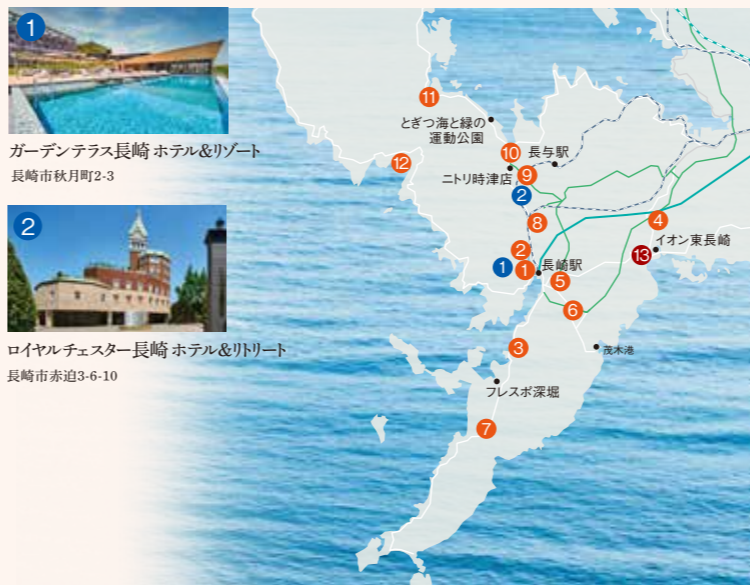 1
ガーデンテラス長崎 ホテル&リゾート
長崎市秋月町2-3
2
ロイヤルチェスター長崎 ホテル&リトリート
長崎市赤迫3-6-10
11
とぎつ海と緑の
運動公園
12
10
長与駅
ニトリ時津店
9
2
8
4
2
イオン東長崎
13
1
1
長崎駅
5
6
3
茂木港
フレスポ深堀
7